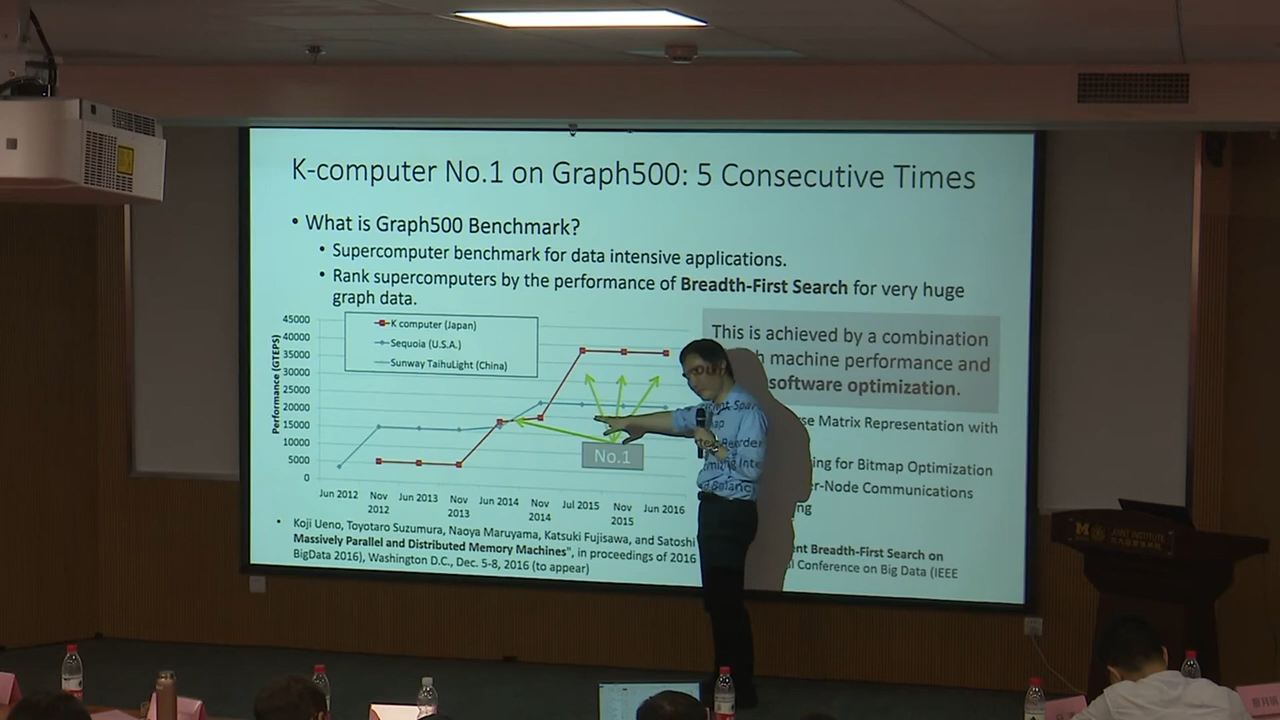 K-computer No.1 on Graph500: 5 Consecutive Times
• What is Graph500 Benchmark?
• Supercomputer benchmark for data intensive applications.
• Rank supercomputers by the performance of Breadth-First Search for very huge
graph data.
Performance (GTEPS)
45000
40000
35000
30000
25000
20000
15000
10000
5000
0
K computer (Japan)
Sequoia (U.S.A.)
Sunway TaihuLight (China)
No.1
Jun 2012
Nov 2012
Jun 2013
Nov 2013
Jun 2014
Nov 2014
Jul 2015
Nov 2015
Jun 2016
This is achieved by a combination
machine performance and
software optimization.
Matrix Representation with
for Bitmap Optimization
-Node Communications
• Koji Ueno, Toyotaro Suzumura, Naoya Maruyama, Katsuki Fujisawa, and Satoshi
Breadth-First Search on
Massively Parallel and Distributed Memory Machines", in proceedings of 2016
Conference on Big Data (IEEE
BigData 2016), Washington D.C., Dec. 5-8, 2016 (to appear)
M
JOINT INSTITUTE